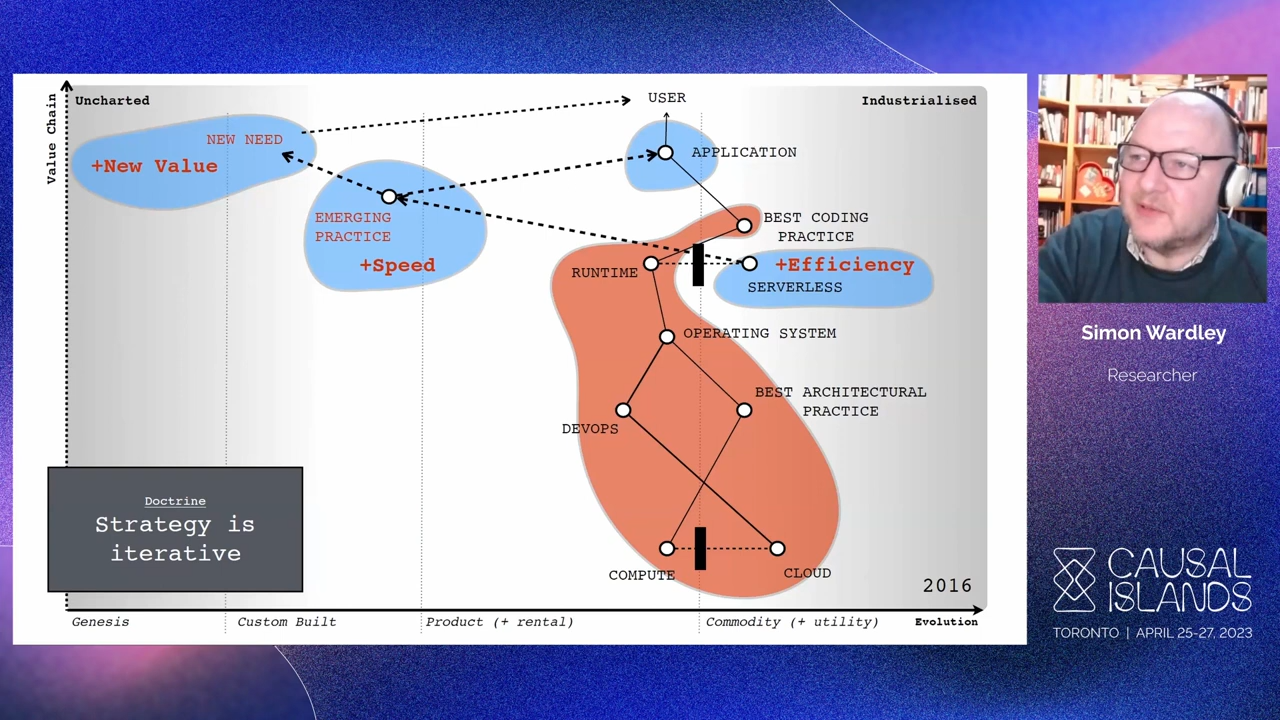 Value Chain
Uncharted
Industrialised
USER
NEW NEED
+New Value
APPLICATION
EMERGING
PRACTICE
+Speed
BEST CODING
PRACTICE
RUNTIME
+Efficiency
SERVERLESS
OPERATING SYSTEM
BEST ARCHITECTURAL
PRACTICE
DEVOPS
Doctrine
Strategy is
iterative
COMPUTE
CLOUD
2016
Genesis
Custom Built
Product (+ rental)
Commodity (+ utility)
Evolution
Simon Wardley
Researcher
CAUSAL
ISLANDS
TORONTO | APRIL 25-27, 2023